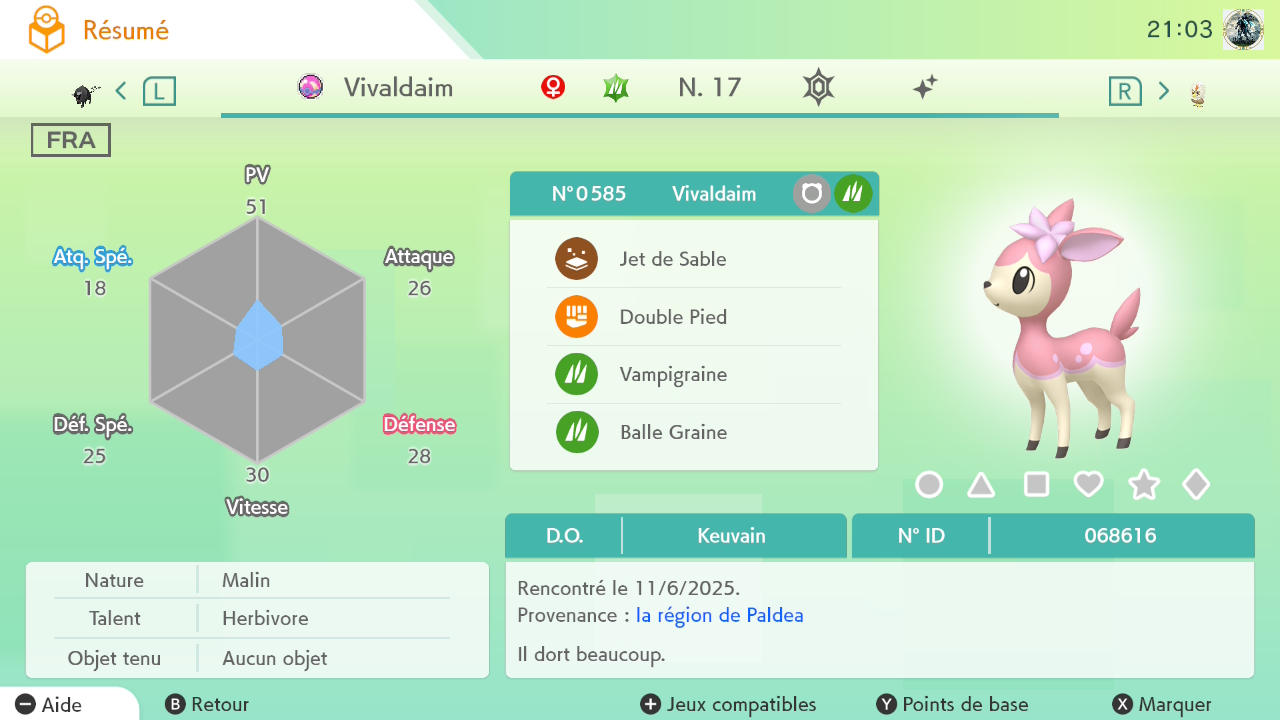 Résumé
21:03
L
Vivaldaim
N. 17
R
FRA
PV
51
Atq. Spé.
18
Attaque
26
Déf. Spé.
25
Défense
28
30
Vitesse
N° 0585 Vivaldaim
Jet de Sable
Double Pied
Vampigraine
Balle Graine
D.O. Keuvain
N° ID 068616
Nature Malin
Talent Herbivore
Objet tenu Aucun objet
Rencontré le 11/6/2025.
Provenance : la région de Paldea
Il dort beaucoup.
Aide
B Retour
Jeux compatibles
Y Points de base
X Marquer